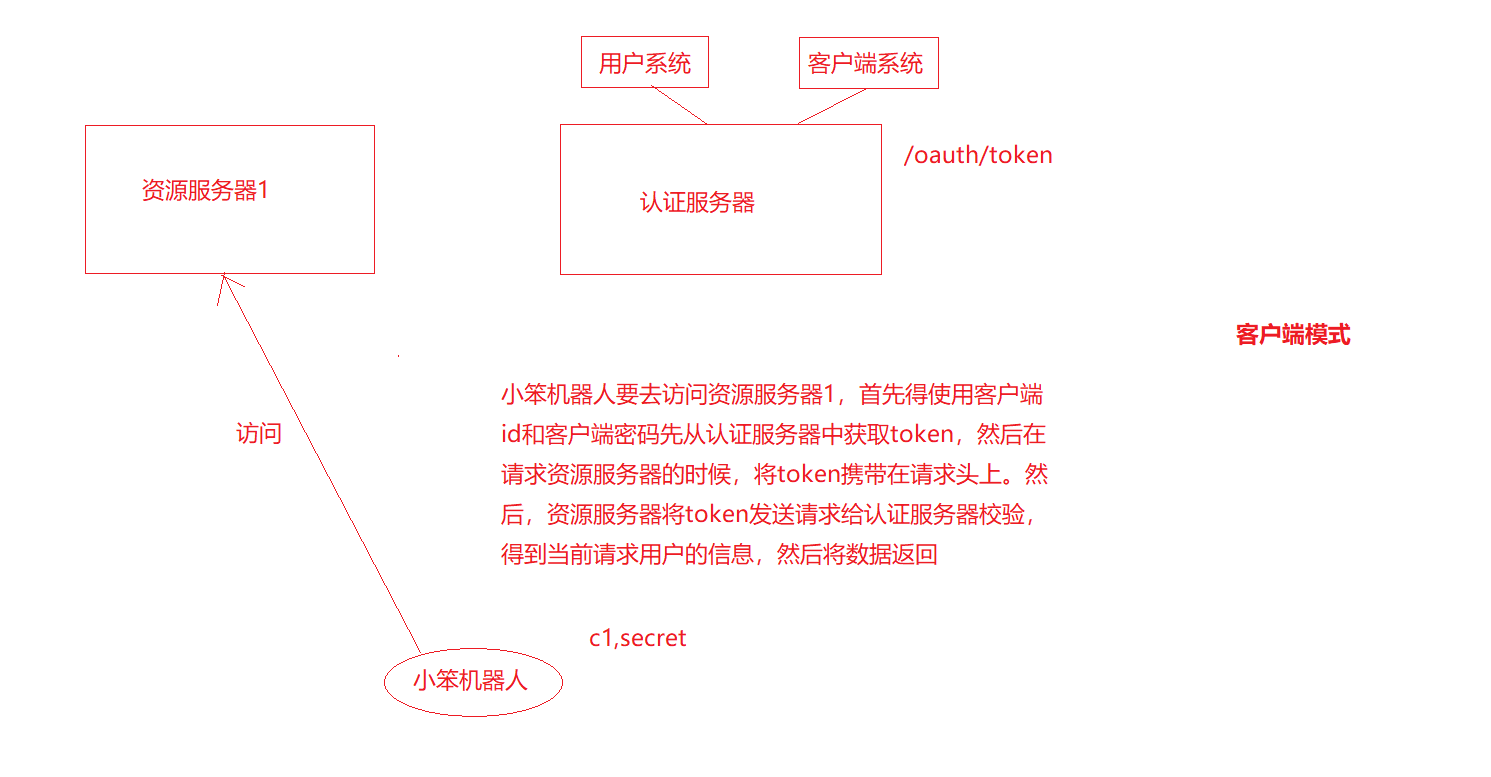 用户系统
客户端系统
/oauth/token
资源服务器1
认证服务器
客户端模式
小笨机器人要去访问资源服务器1，首先得使用客户端
id和客户端密码先从认证服务器中获取token，然后在
请求资源服务器的时候，将token携带在请求头上。然
后，资源服务器将token发送请求给认证服务器校验，
得到当前请求用户的信息，然后将数据返回
访问
c1,secret
小笨机器人